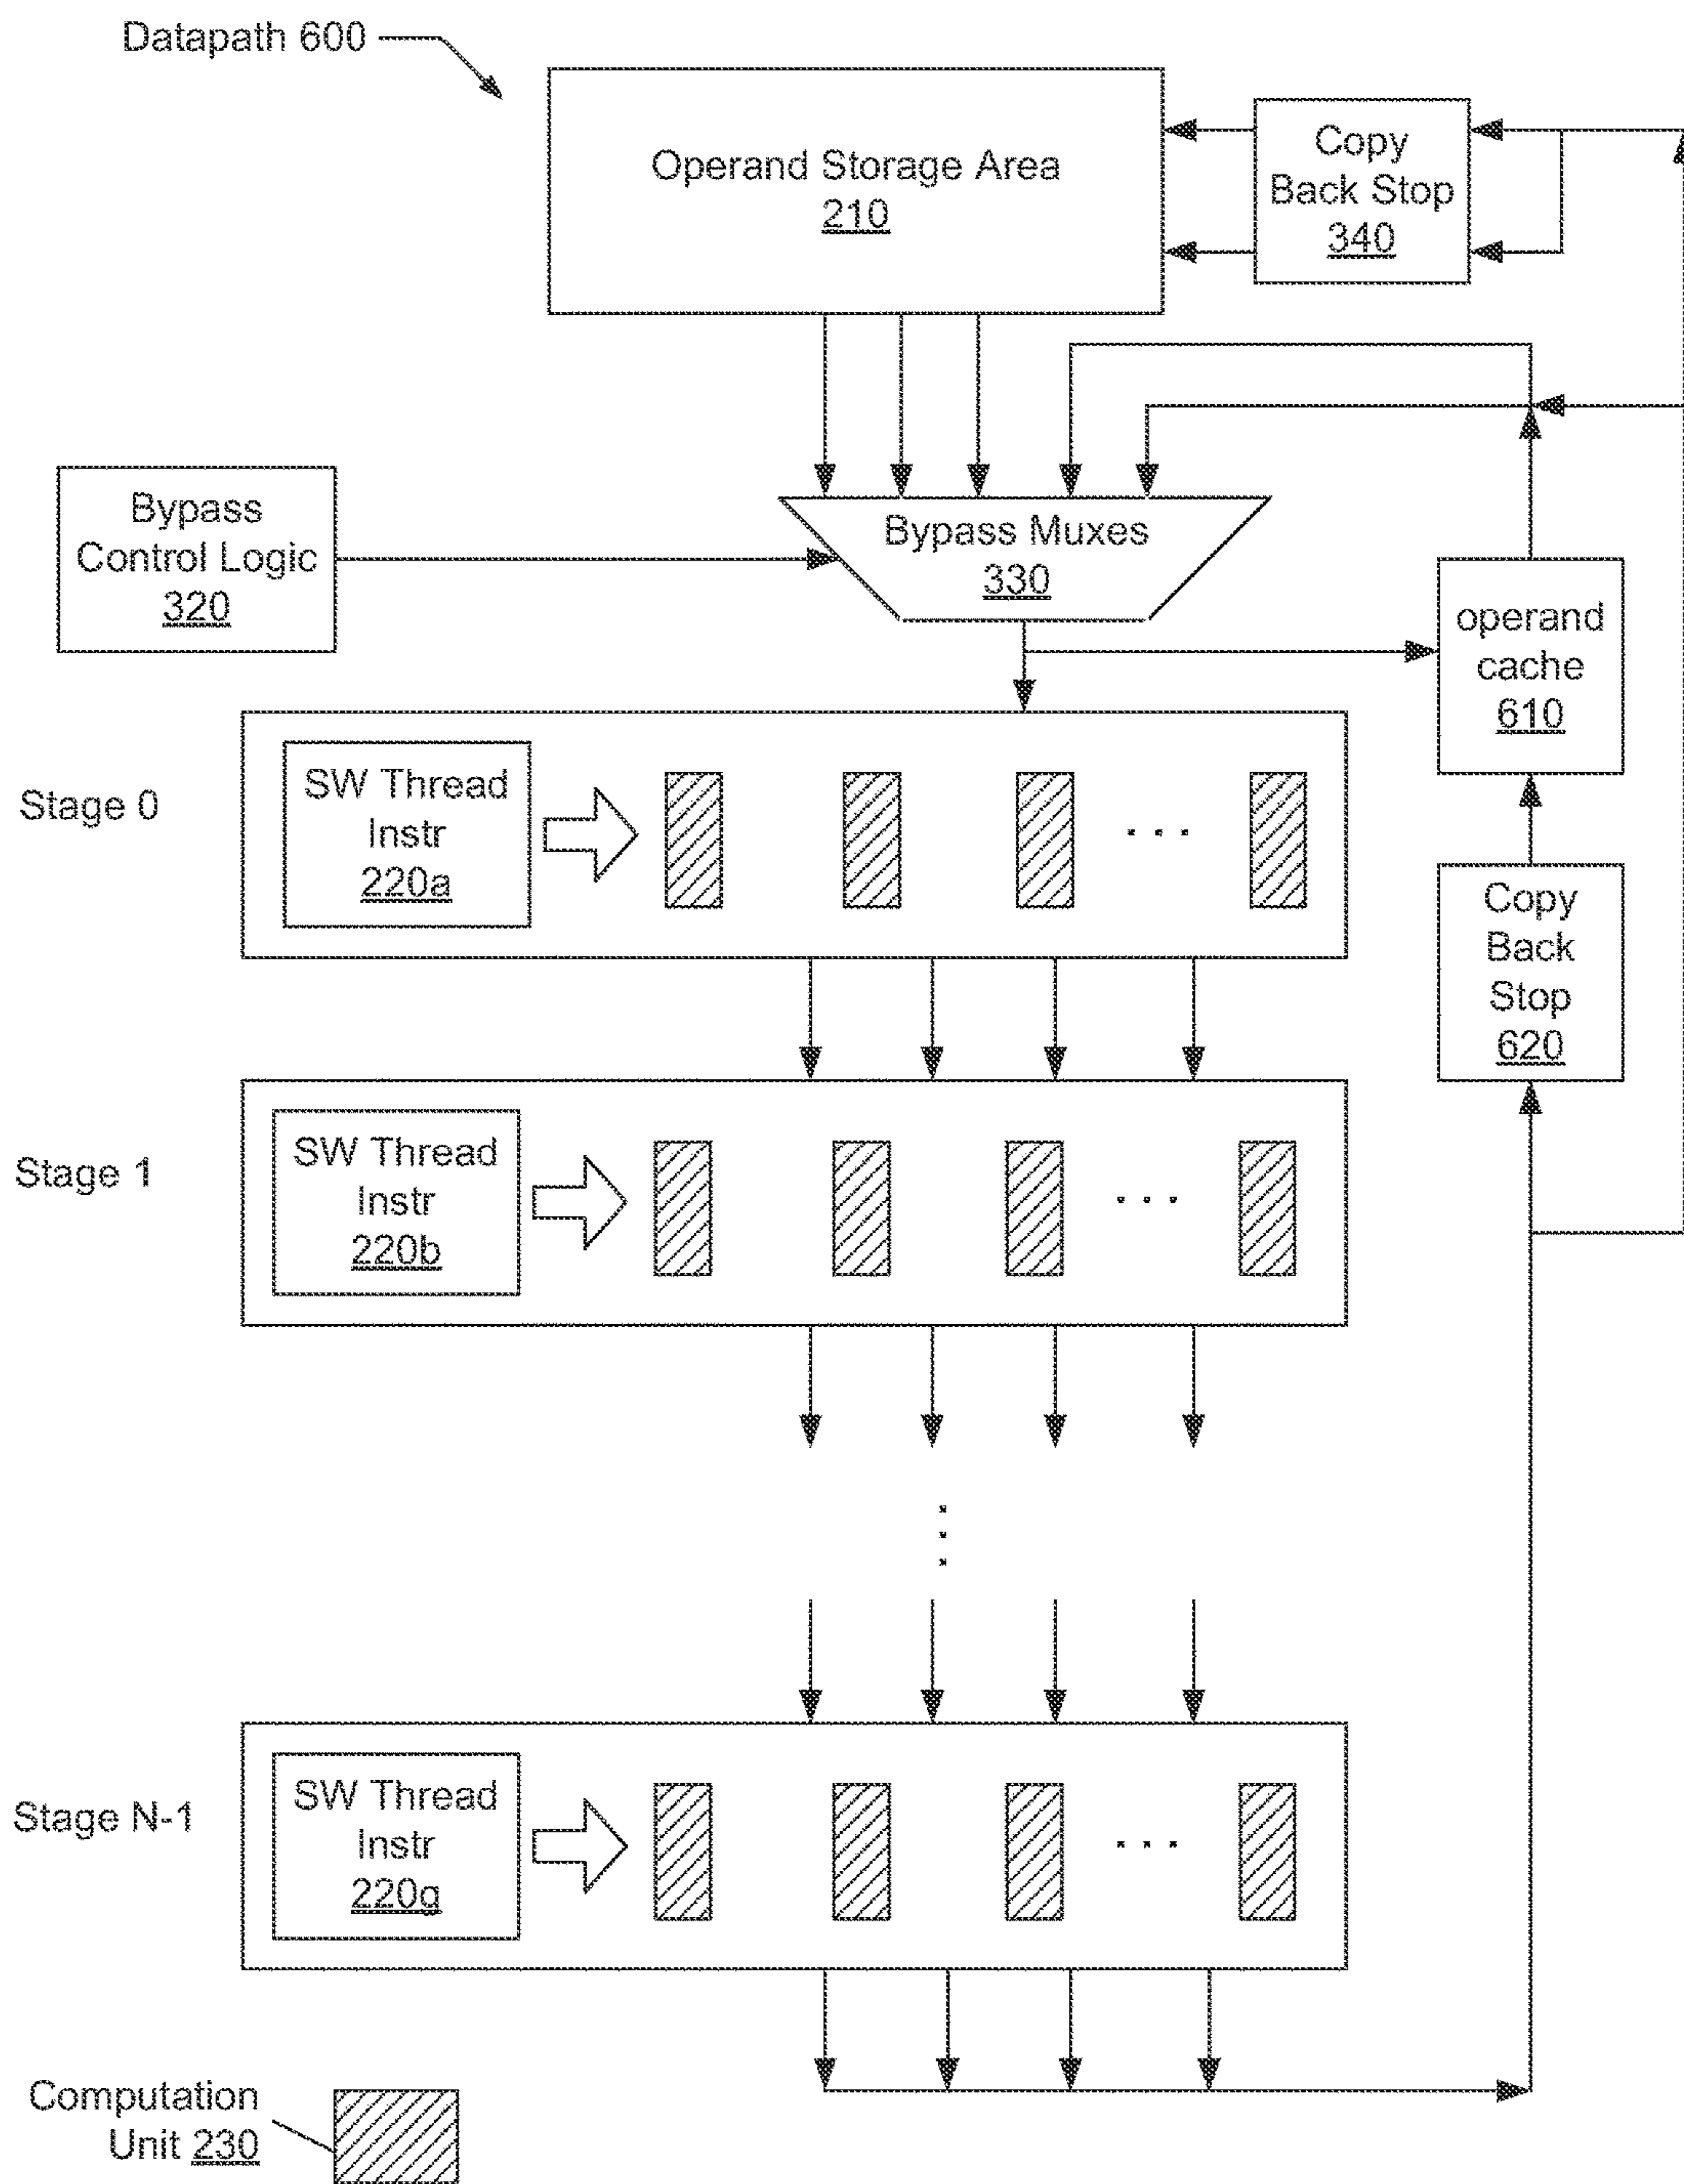 Datapath 600
Operand Storage Area
210
Copy
Back Stop
340
Bypass
Control Logic
320
Bypass Muxes
330
operand
cache
610
Stage 0
SW Thread
Instr
220a
. . .
Copy
Back
Stop
620
Stage 1
SW Thread
Instr
220b
. . .
Stage N-1
SW Thread
Instr
220g
. . .
Computation
Unit 230